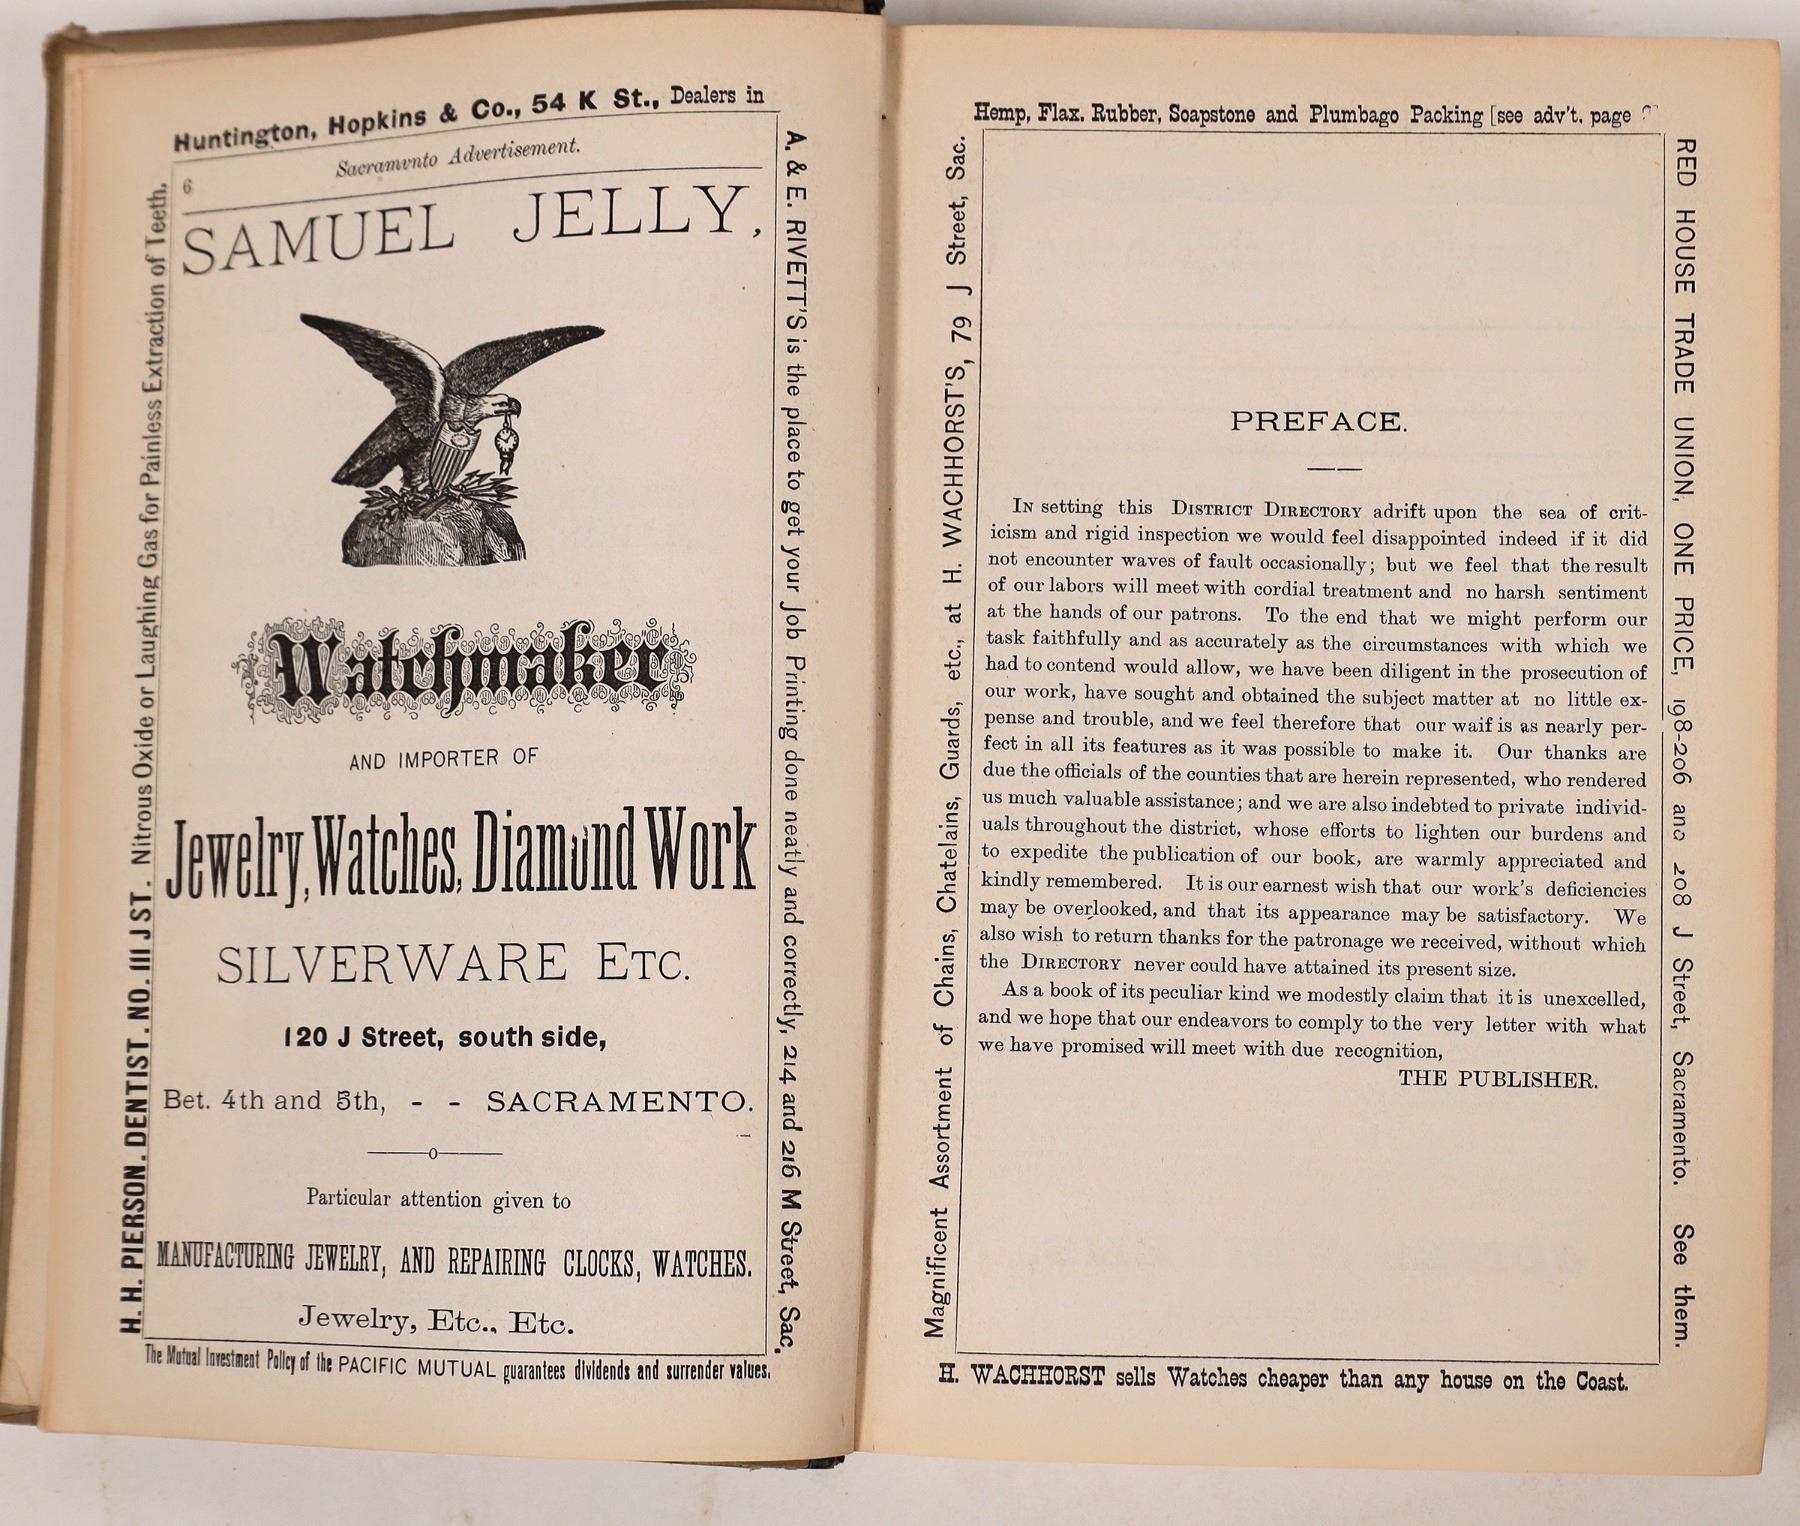 Huntington, Hopkins & Co., 54 K St., Dealers in
6
Sacramvnto Advertisement.
SAMUEL JELLY,
Watchmaker
AND IMPORTER OF
Jewelry, Watches, Diamond Work
SILVERWARE ETC.
120 J Street, south side,
Bet. 4th and 5th, - - SACRAMENTO.
o
Particular attention given to
MANUFACTURING JEWELRY, AND REPAIRING CLOCKS, WATCHES.
Jewelry, Etc., Etc.
The Mutual Investment Policy of the PACIFIC MUTUAL guarantees dividends and surrender values.
H. H. PIERSON. DENTIST. NO. 111 J ST. Nitrous Oxide or Laughing Gas for Painless Extraction of Teeth.
A. & E. RIVETT'S is the place to get your Job Printing done neatly and correctly, 214 and 216 M Street, Sac.
Hemp, Flax. Rubber, Soapstone and Plumbago Packing [see adv't. page
Magnificent Assortment of Chains, Chatelains, Guards, etc., at H. WACHHORST'S, 79 J Street, Sac.
PREFACE.
IN setting this DISTRICT DIRECTORY adrift upon the sea of crit-
icism and rigid inspection we would feel disappointed indeed if it did
not encounter waves of fault occasionally; but we feel that the result
of our labors will meet with cordial treatment and no harsh sentiment
at the hands of our patrons. To the end that we might perform our
task faithfully and as accurately as the circumstances with which we
had to contend would allow, we have been diligent in the prosecution of
our work, have sought and obtained the subject matter at no little ex-
pense and trouble, and we feel therefore that our waif is as nearly per-
fect in all its features as it was possible to make it. Our thanks are
due the officials of the counties that are herein represented, who rendered
us much valuable assistance; and we are also indebted to private individ-
uals throughout the district, whose efforts to lighten our burdens and
to expedite the publication of our book, are warmly appreciated and
kindly remembered. It is our earnest wish that our work's deficiencies
may be overlooked, and that its appearance may be satisfactory. We
also wish to return thanks for the patronage we received, without which
the DIRECTORY never could have attained its present size.
As a book of its peculiar kind we modestly claim that it is unexcelled,
and we hope that our endeavors to comply to the very letter with what
we have promised will meet with due recognition,
THE PUBLISHER.
RED HOUSE TRADE UNION, ONE PRICE, 198-206 and 208 J Street, Sacramento. See them.
H. WACHHORST sells Watches cheaper than any house on the Coast.